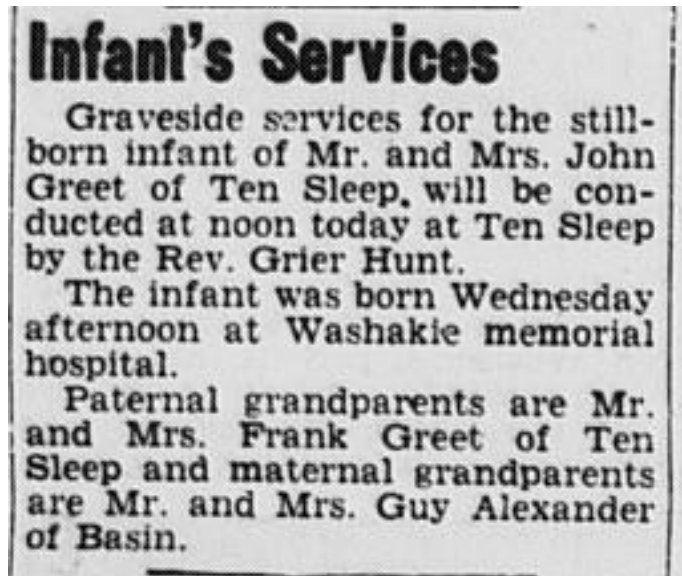 Infant's Services
Graveside services for the still-
born infant of Mr. and Mrs. John
Greet of Ten Sleep. will be con-
ducted at noon today at Ten Sleep
by the Rev. Grier Hunt.
The infant was born Wednesday
afternoon at Washakie memorial
hospital.
Paternal grandparents are Mr.
and Mrs. Frank Greet of Ten
Sleep and maternal grandparents
are Mr. and Mrs. Guy Alexander
of Basin.